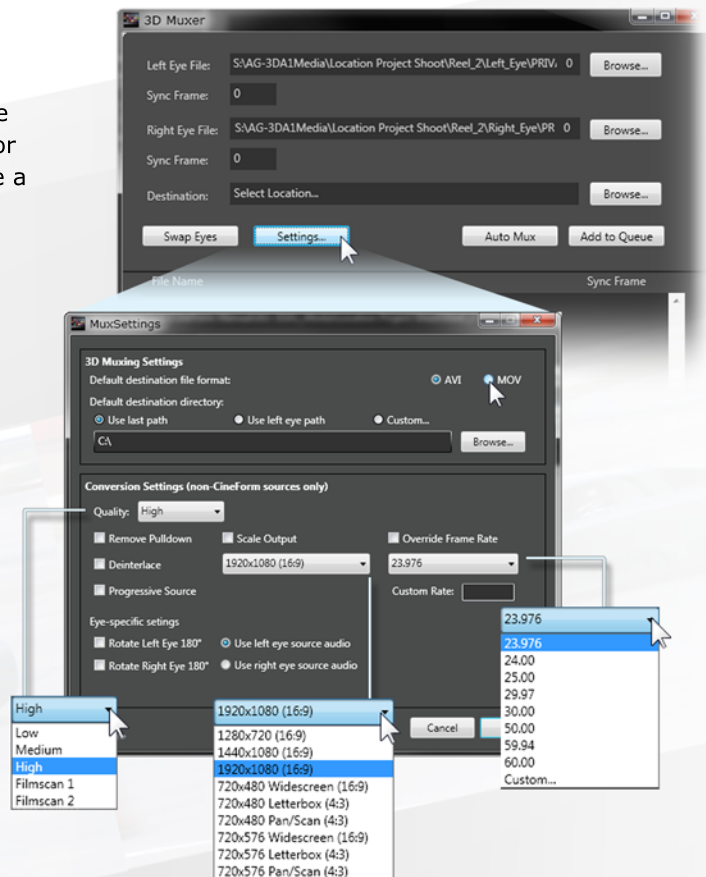 3D Muxer
Left Eye File: S:\AG-3DA1Media\Location Project Shoot\Reel_2\Left_Eye\PRIV 0 Browse...
Sync Frame: 0
e
or
e a
Right Eye File: S:\AG-3DA1Media\Location Project Shoot\Reel_2\Right_Eye\PR 0 Browse...
Sync Frame: 0
Destination: Select Location... Browse...
Swap Eyes Settings... Auto Mux Add to Queue
File Name Sync Frame
MuxSettings
3D Muxing Settings
Default destination file format: AVI MOV
Default destination directory:
Use last path Use left eye path Custom...
C:\ Browse...
Conversion Settings (non-CineForm sources only)
Quality: High
Remove Pulldown Scale Output Override Frame Rate
Deinterlace 1920x1080 (16:9) 23.976
Progressive Source Custom Rate:
Eye-specific setings
Rotate Left Eye 180° Use left eye source audio
Rotate Right Eye 180° Use right eye source audio
Cancel
23.976
23.976
24.00
25.00
29.97
30.00
50.00
59.94
60.00
Custom...
High
Low
Medium
High
Filmscan 1
Filmscan 2
1920x1080 (16:9)
1280x720 (16:9)
1440x1080 (16:9)
1920x1080 (16:9)
720x480 Widescreen (16:9)
720x480 Letterbox (4:3)
720x480 Pan/Scan (4:3)
720x576 Widescreen (16:9)
720x576 Letterbox (4:3)
720x576 Pan/Scan (4:3)